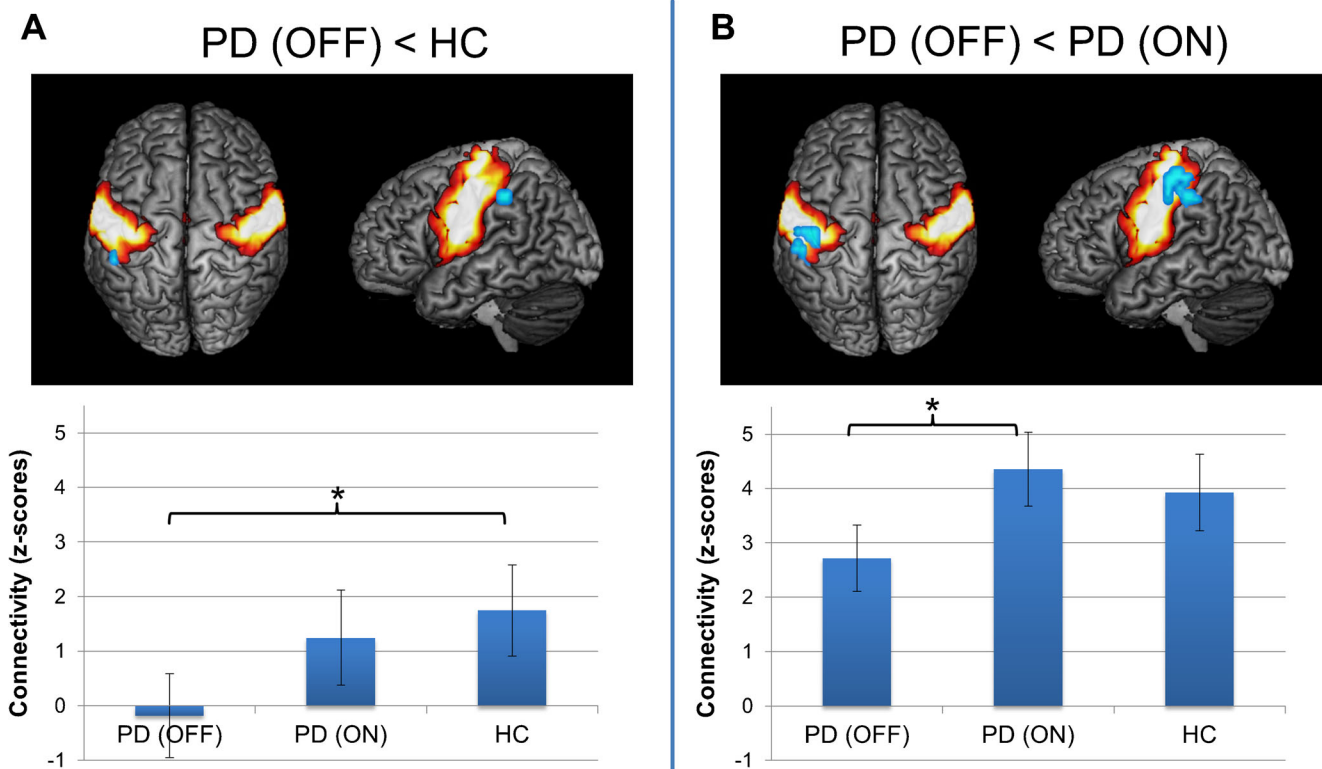 A
PD (OFF) < HC
5
4
3
2
1
0
-1
Connectivity (z-scores)
*
PD (OFF)
PD (ON)
HC
B
PD (OFF) < PD (ON)
5
4
3
2
1
0
-1
Connectivity (z-scores)
*
PD (OFF)
PD (ON)
HC